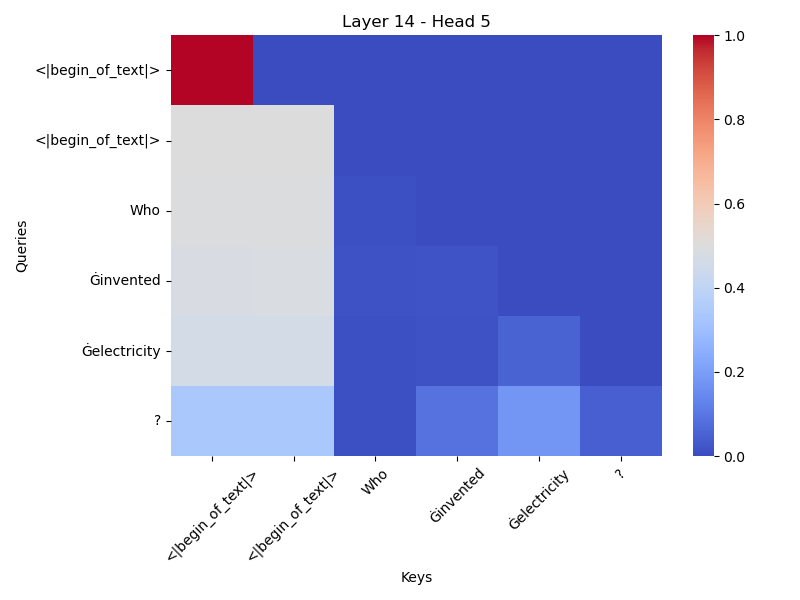 Layer 14 - Head 5
<|begin_of_text|>
<|begin_of_text|>
Who
Ġinvented
Ġelectricity
?
Queries
<|begin_of_text|>
<|begin_of_text|>
Who
Ġinvented
Ġelectricity
?
Keys
1.0
0.8
0.6
0.4
0.2
0.0